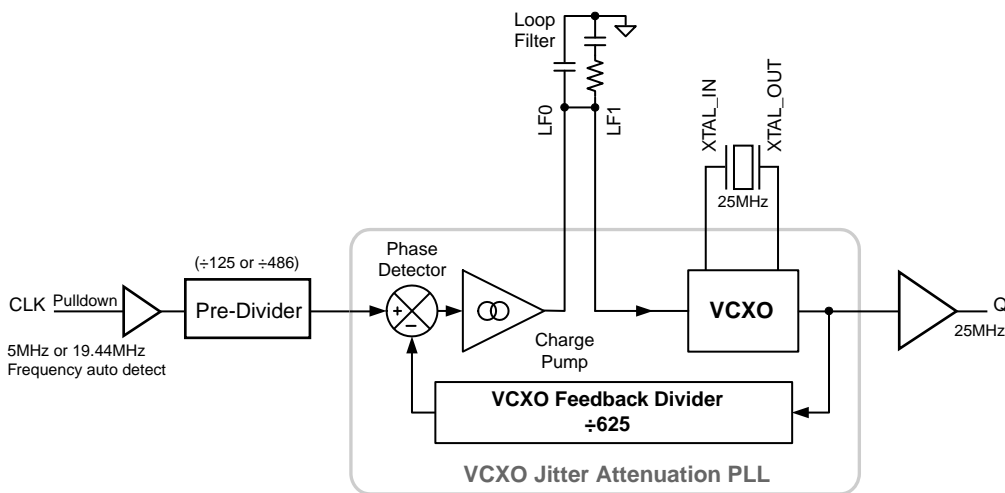 Loop
Filter
LF0
LF1
XTAL_IN
XTAL_OUT
25MHz
(÷125 or ÷486)
Phase
Detector
CLK
Pulldown
Pre-Divider
+
−
VCXO
Q
25MHz
5MHz or 19.44MHz
Frequency auto detect
Charge
Pump
VCXO Feedback Divider
÷625
VCXO Jitter Attenuation PLL